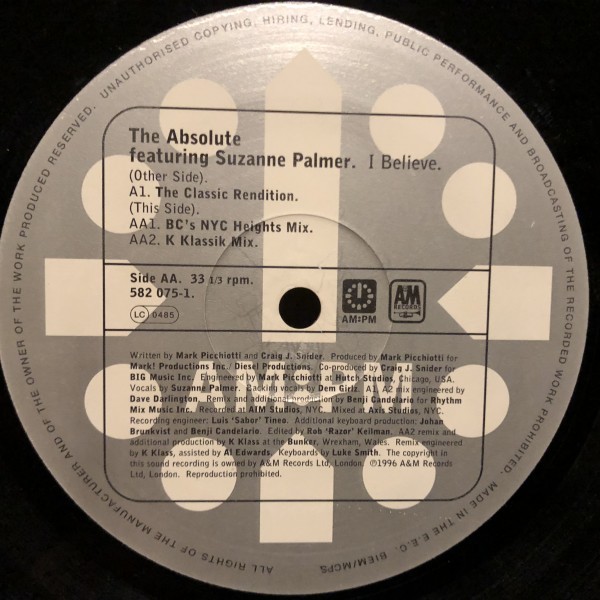 UNAUTHORISED COPYING, HIRING, LENDING, PUBLIC PERFORMANCE AND BROADCASTING OF THE RECORDED WORK PROHIBITED. MADE IN THE E.E.C. BIEM/MCPS.
ALL RIGHTS OF THE MANUFACTURER AND OF THE OWNER OF THE WORK PRODUCED RESERVED.
The Absolute
featuring Suzanne Palmer. I Believe.
(Other Side).
A1. The Classic Rendition.
(This Side).
AA1. BC's NYC Heights Mix.
AA2. K Klassik Mix.
Side AA. 33 1/3 rpm.
582 075-1.
LC 0485
AM:PM
A&M
RECORDS
Written by Mark Picchiotti and Craig J. Snider. Produced by Mark Picchiotti for
Mark! Productions Inc./ Diesel Productions. Co-produced by Craig J. Snider for
BIG Music Inc. Engineered by Mark Picchiotti at Hutch Studios, Chicago, USA.
Vocals by Suzanne Palmer. Backing vocals by Dem Girlz. A1, A2 mix engineered by
Dave Darlington. Remix and additional production by Benji Candelario for Rhythm
Mix Music Inc. Recorded at AIM Studios, NYC. Mixed at Axis Studios, NYC.
Recording engineer: Luis 'Sabor' Tineo. Additional keyboard production: Johan
Brunkvist and Benji Candelario. Edited by Rob 'Razor' Kellman. AA2 remix and
additional production by K Klass at the Bunker, Wrexham, Wales. Remix engineered
by K Klass, assisted by Al Edwards. Keyboards by Luke Smith. The copyright in
this sound recording is owned by A&M Records Ltd, London. ℗1996 A&M Records
Ltd, London. Reproduction prohibited.